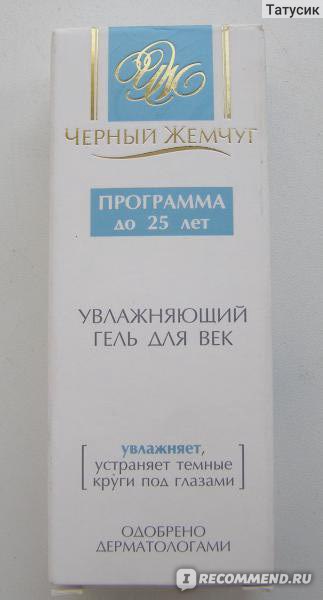 Татусик
ЧЕРНЫЙ ЖЕМЧУГ
ПРОГРАММА
до 25 лет
УВЛАЖНЯЮЩИЙ
ГЕЛЬ ДЛЯ ВЕК
увлажняет,
устраняет темные
круги под глазами
ОДОБРЕНО
ДЕРМАТОЛОГАМИ
IRECOMMEND.RU